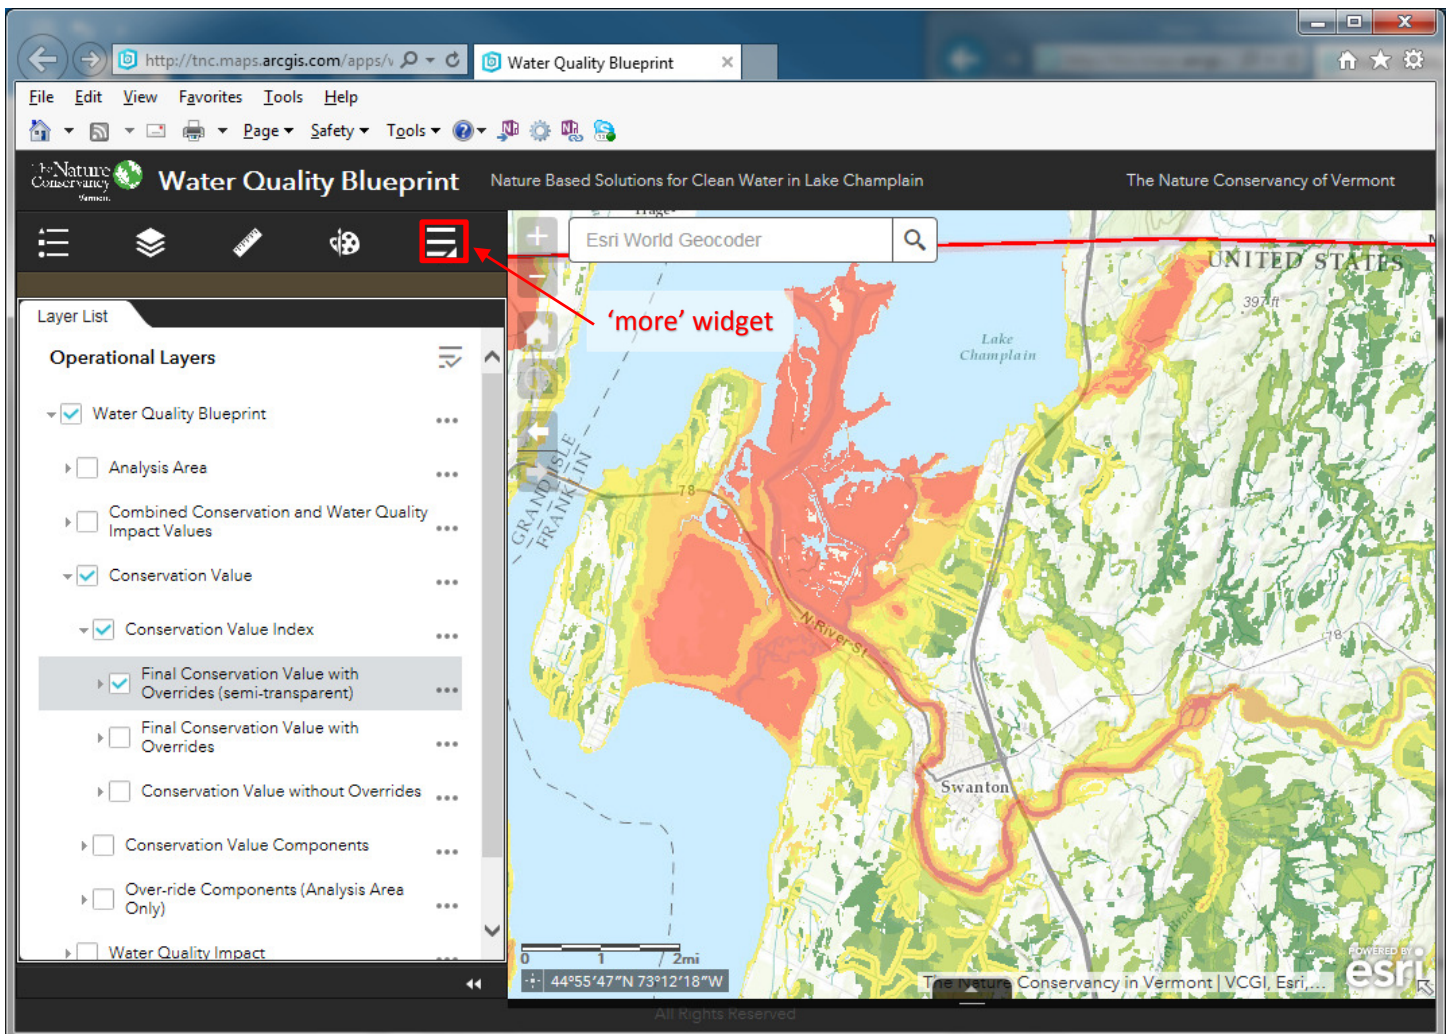 http://tnc.maps.arcgis.com/apps/
Water Quality Blueprint
File Edit View Favorites Tools Help
Page Safety Tools
The Nature Conservancy
Vermont
Water Quality Blueprint
Nature Based Solutions for Clean Water in Lake Champlain
The Nature Conservancy of Vermont
Esri World Geocoder
UNITED STATES
397 ft
'more' widget
Layer List
Lake
Champlain
Operational Layers
Water Quality Blueprint
Analysis Area
Combined Conservation and Water Quality
Impact Values
Conservation Value
Conservation Value Index
Final Conservation Value with
Overrides (semi-transparent)
Final Conservation Value with
Overrides
Conservation Value without Overrides
Conservation Value Components
Over-ride Components (Analysis Area
Only)
Water Quality Impact
GRAND ISLE
FRANKLIN
78
N River St
78
Swanton
0 1 2mi
44°55'47"N 73°12'18"W
POWERED BY
esri
The Nature Conservancy in Vermont | VCGI, Esri,...
All Rights Reserved